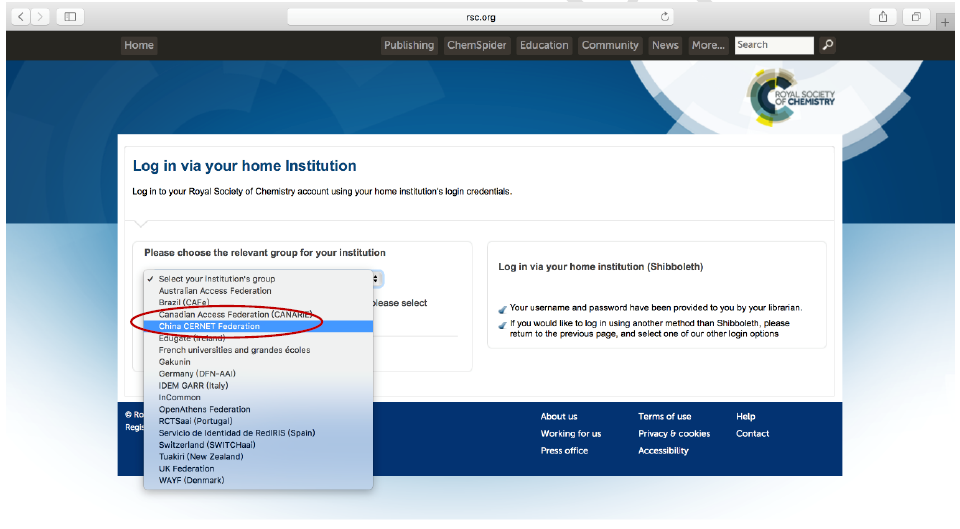 rsc.org
Home
Publishing
ChemSpider
Education
Community
News
More...
Search
ROYAL SOCIETY
OF CHEMISTRY
Log in via your home Institution
Log in to your Royal Society of Chemistry account using your home institution's login credentials.
Please choose the relevant group for your institution
✓ Select your institution's group
Australian Access Federation
Brazil (CAFe)
Canadian Access Federation (CANARIE)
China CERNET Federation
Edugate (Ireland)
French universities and grandes écoles
Gakunin
Germany (DFN-AAI)
IDEM GARR (Italy)
InCommon
OpenAthens Federation
RCTSaai (Portugal)
Servicio de Identidad de RedIRIS (Spain)
Switzerland (SWITCHaai)
Tuakiri (New Zealand)
UK Federation
WAYF (Denmark)
please select
Log in via your home institution (Shibboleth)
Your username and password have been provided to you by your librarian.
If you would like to log in using another method than Shibboleth, please
return to the previous page, and select one of our other login options
© Ro
Regis
About us
Working for us
Press office
Terms of use
Privacy & cookies
Accessibility
Help
Contact